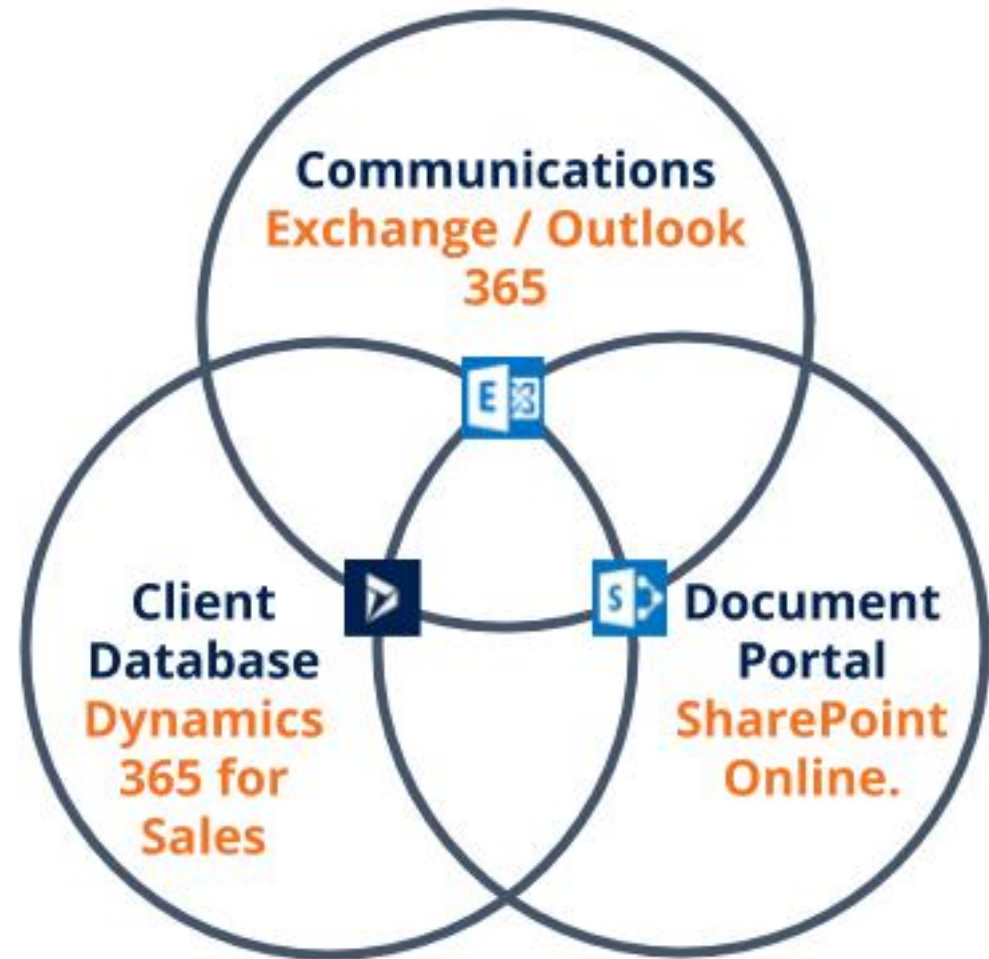 Communications
Exchange / Outlook
365
E
S
Client
Database
Dynamics
365 for
Sales
Document
Portal
SharePoint
Online.